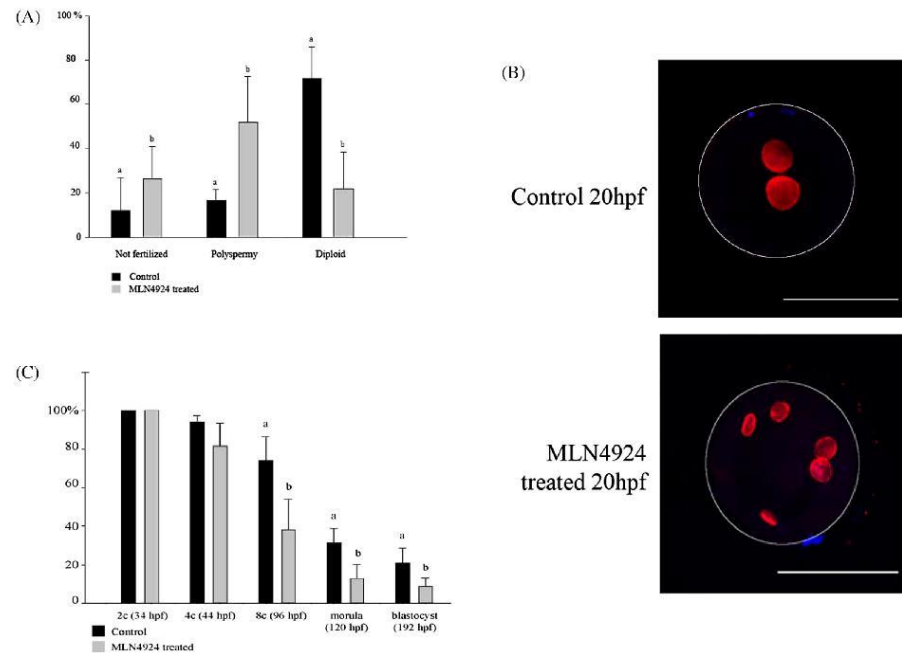 (A)
100 %
80
60
40
20
0
a
b
a
b
a
b
Not fertilized
Polyspermy
Diploid
Control
MLN4924 treated
(B)
Control 20hpf
MLN4924
treated 20hpf
(C)
100%
80
60
40
20
0
a
b
a
b
a
b
2c (34 hpf)
4c (44 hpf)
8c (96 hpf)
morula
(120 hpf)
blastocyst
(192 hpf)
Control
MLN4924 treated